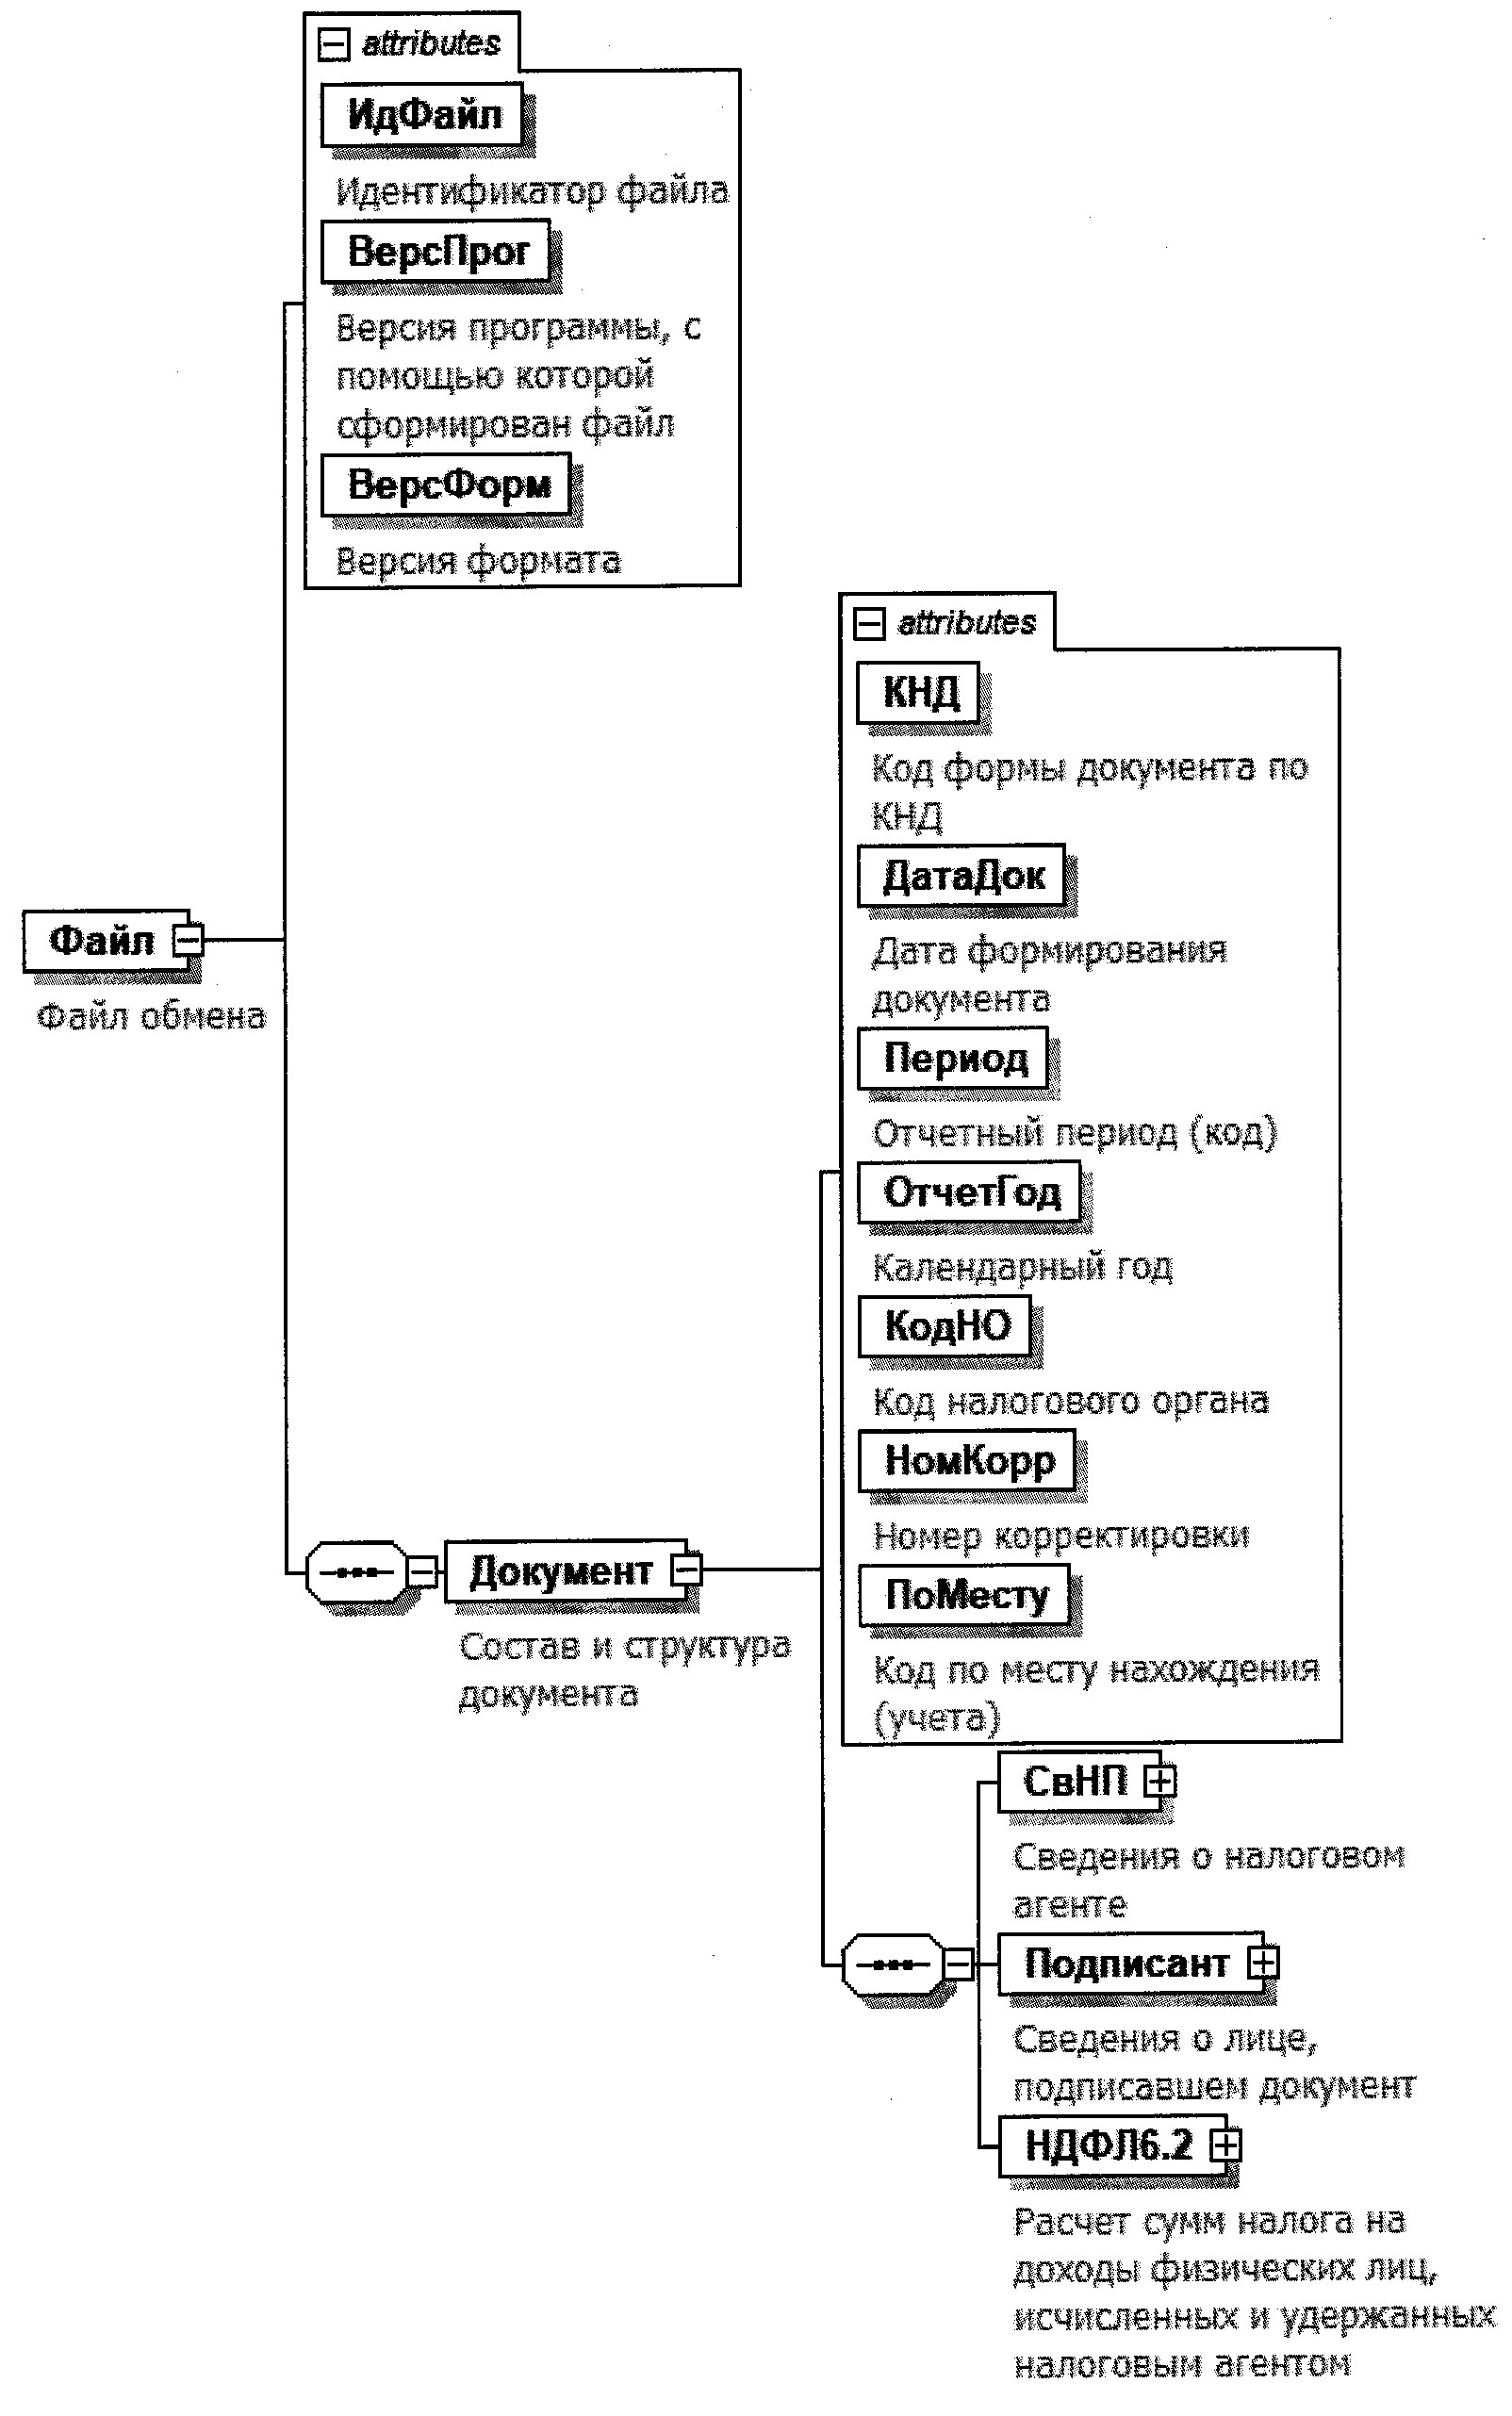 attributes
ИдФайл
Идентификатор файла
ВерсПрог
Версия программы, с
помощью которой
сформирован файл
ВерсФорм
Версия формата
Файл
Файл обмена
Документ
Состав и структура
документа
attributes
КНД
Код формы документа по
КНД
ДатаДок
Дата формирования
документа
Период
Отчетный период (код)
ОтчетГод
Календарный год
КодНО
Код налогового органа
НомКорр
Номер корректировки
ПоМесту
Код по месту нахождения
(учета)
СвНП
Сведения о налоговом
агенте
Подписант
Сведения о лице,
подписавшем документ
НДФЛ6.2
Расчет сумм налога на
доходы физических лиц,
исчисленных и удержанных
налоговым агентом